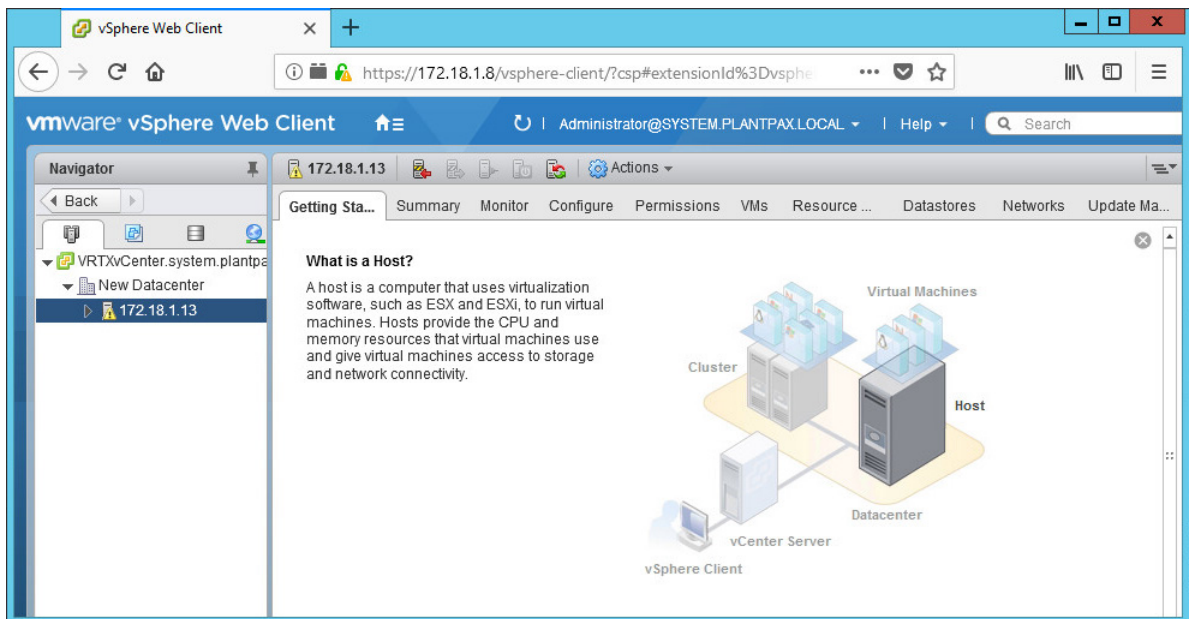 vSphere Web Client
https://172.18.1.8/vsphere-client/?csp#extensionId%3Dvsphe
vmware® vSphere Web Client
Administrator@SYSTEM.PLANTPAX.LOCAL
Help
Search
Navigator
172.18.1.13
Actions
Back
Getting Sta... Summary Monitor Configure Permissions VMs Resource ... Datastores Networks Update Ma...
VRTXvCenter.system.plantpa
New Datacenter
172.18.1.13
What is a Host?
A host is a computer that uses virtualization
software, such as ESX and ESXi, to run virtual
machines. Hosts provide the CPU and
memory resources that virtual machines use
and give virtual machines access to storage
and network connectivity.
Virtual Machines
Cluster
Host
Datacenter
vCenter Server
vSphere Client